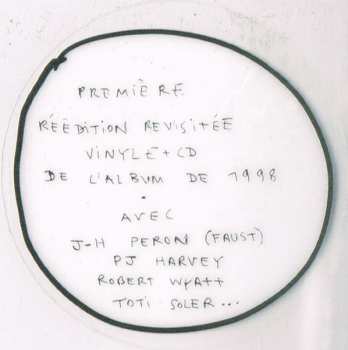 PREMIÈRE
RÉÉDITION REVISITÉE
VINYLE+CD
DE L'ALBUM DE 1998
.
AVEC
J-H PERON (FAUST)
PJ HARVEY
ROBERT WYATT
TOTI SOLER...